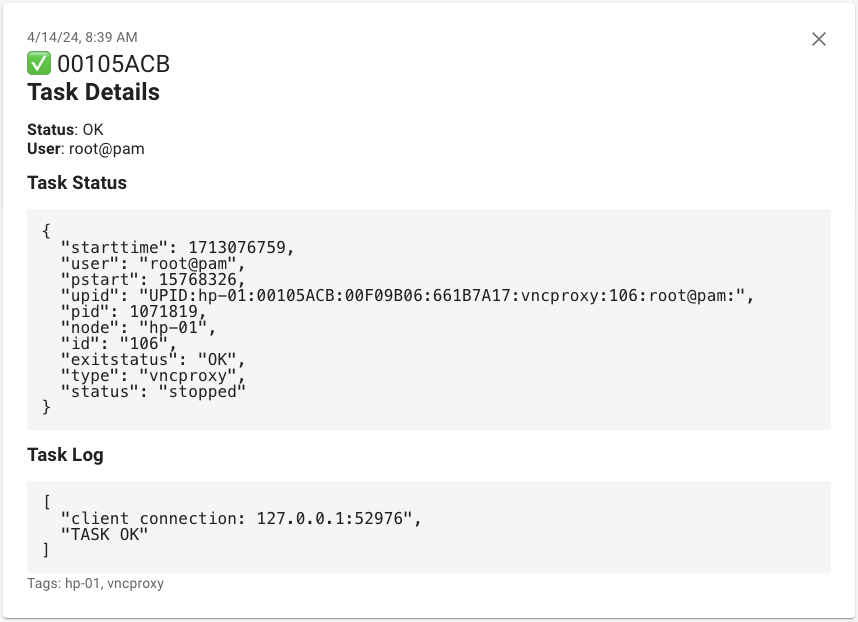 4/14/24, 8:39 AM
✅ 00105ACB
Task Details
Status: OK
User: root@pam
Task Status
{
  "starttime": 1713076759,
  "user": "root@pam",
  "pstart": 15768326,
  "upid": "UPID:hp-01:00105ACB:00F09B06:661B7A17:vncproxy:106:root@pam:",
  "pid": 1071819,
  "node": "hp-01",
  "id": "106",
  "exitstatus": "OK",
  "type": "vncproxy",
  "status": "stopped"
}
Task Log
[
  "client connection: 127.0.0.1:52976",
  "TASK OK"
]
Tags: hp-01, vncproxy